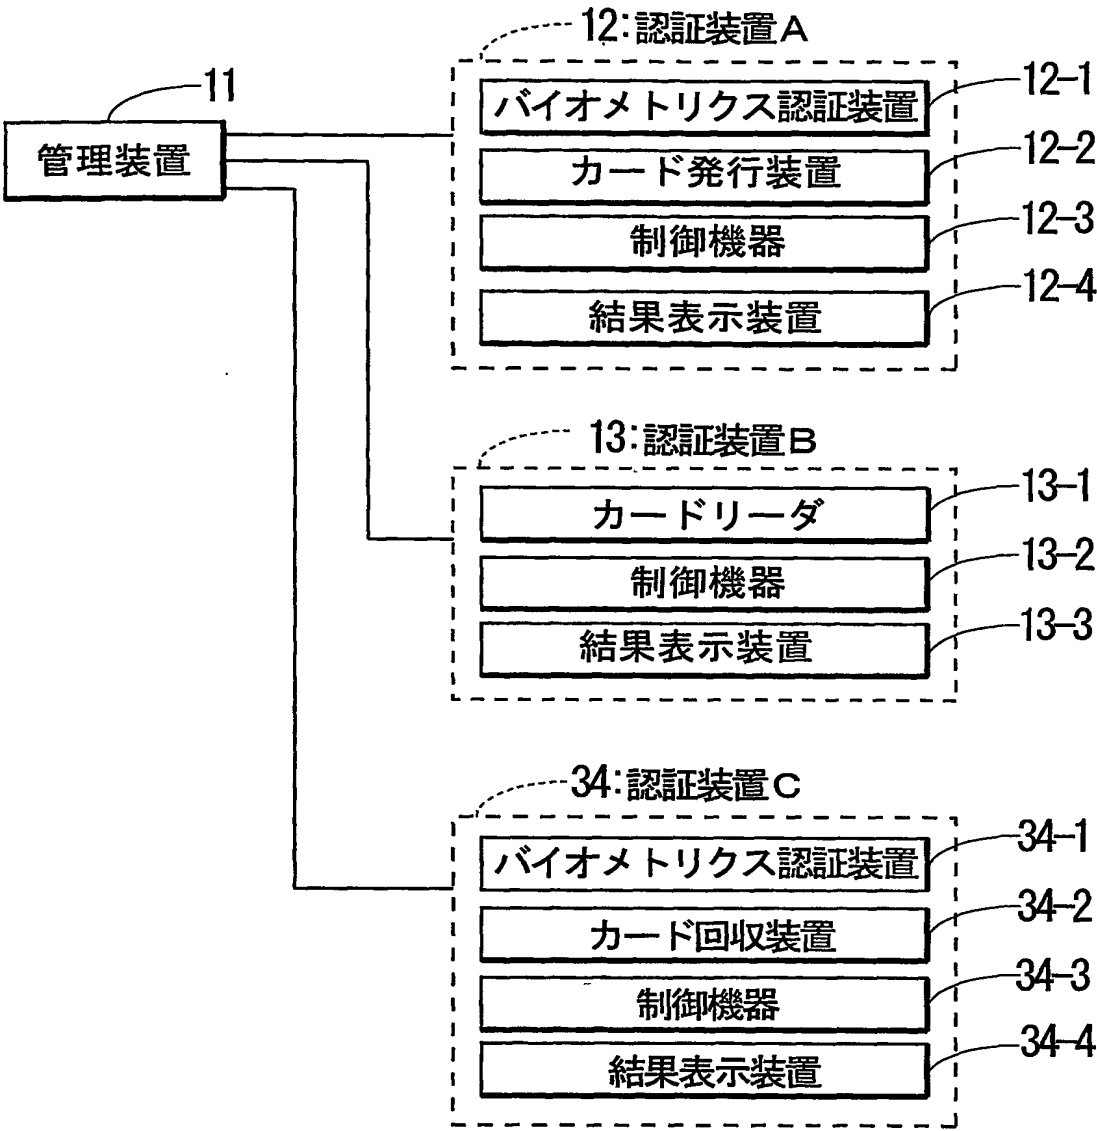 11
管理装置
12:認証装置A
バイオメトリクス認証装置
12-1
カード発行装置
12-2
制御機器
12-3
結果表示装置
12-4
13:認証装置B
カードリーダ
13-1
制御機器
13-2
結果表示装置
13-3
34:認証装置C
バイオメトリクス認証装置
34-1
カード回収装置
34-2
制御機器
34-3
結果表示装置
34-4